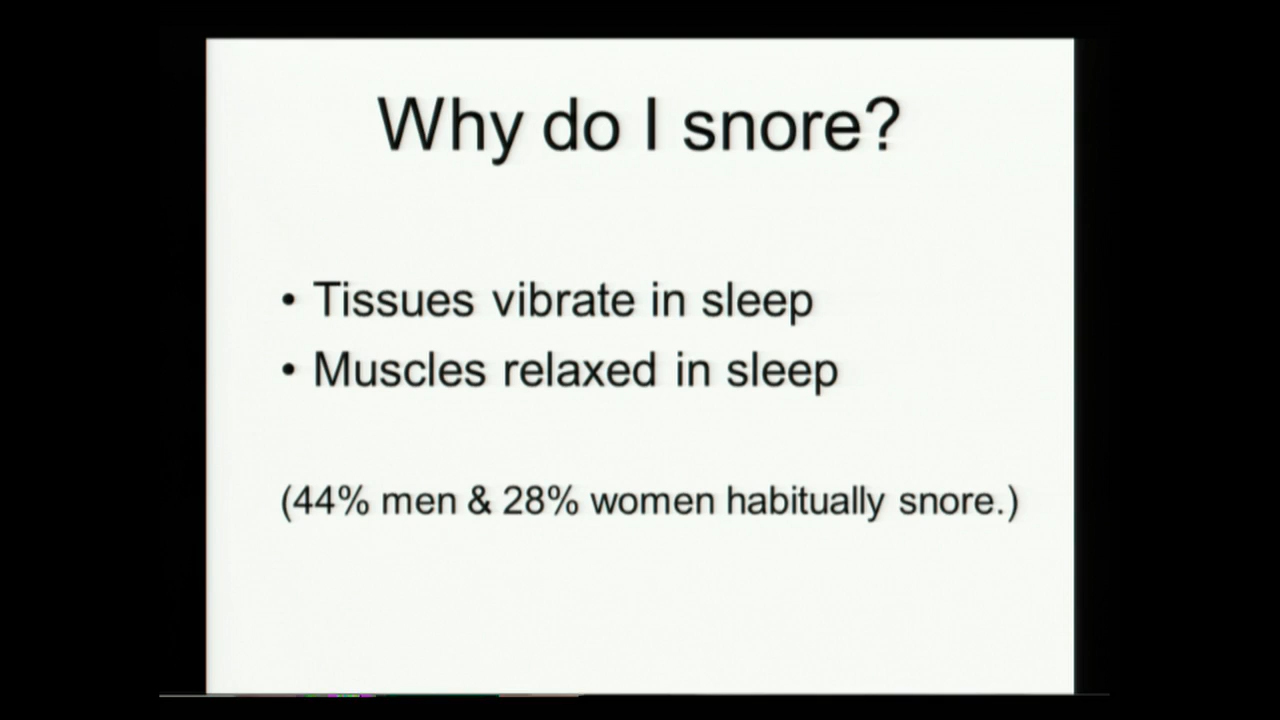 Why do I snore?
• Tissues vibrate in sleep
• Muscles relaxed in sleep
(44% men & 28% women habitually snore.)